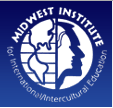 MIDWEST INSTITUTE
for International/Intercultural Education